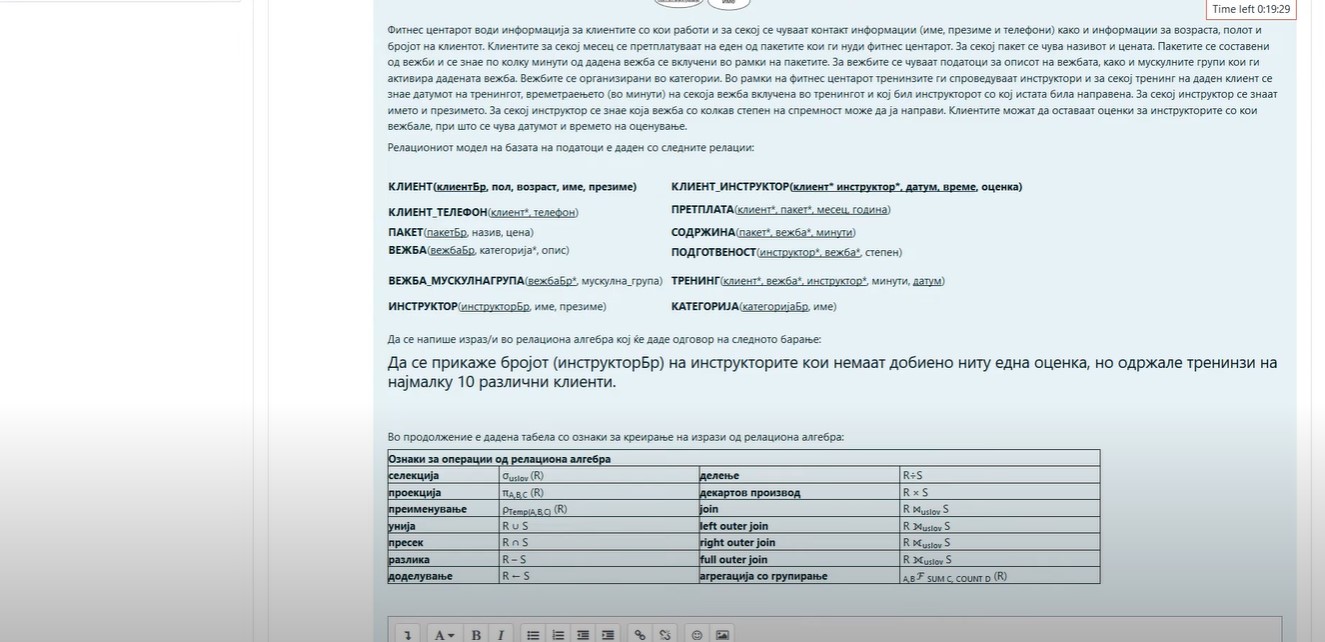 Time left 0:19:29
Фитнес центарот води информација за клиентите со кои работи и за секој се чуваат контакт информации (име, презиме и телефони) како и информации за возраста, полот и
бројот на клиентот. Клиентите за секој месец се претплатуваат на еден од пакетите кои ги нуди фитнес центарот. За секој пакет се чува називот и цената. Пакетите се составени
од вежби и се знае по колку минути од дадена вежба се вклучени во рамки на пакетите. За вежбите се чуваат податоци за описот на вежбата, како и мускулните групи кои ги
активира дадената вежба. Вежбите се организирани во категории. Во рамки на фитнес центарот тренинзите ги спроведуваат инструктори и за секој тренинг на даден клиент се
знае датумот на тренингот, времетраењето (во минути) на секоја вежба вклучена во тренингот и кој бил инструкторот со кој истата била направена. За секој инструктор се знаат
името и презимето. За секој инструктор се знае која вежба со колкав степен на спремност може да ја направи. Клиентите можат да оставаат оценки за инструкторите со кои
вежбале, при што се чува датумот и времето на оценување.
Релациониот модел на базата на податоци е даден со следните релации:
КЛИЕНТ(клиентБр, пол, возраст, име, презиме) КЛИЕНТ_ИНСТРУКТОР(клиент* инструктор*, датум, време, оценка)
КЛИЕНТ_ТЕЛЕФОН(клиент*, телефон) ПРЕТПЛАТА(клиент*, пакет*, месец, година)
ПАКЕТ(пакетБр, назив, цена) СОДРЖИНА(пакет*, вежба*, минути)
ВЕЖБА(вежбаБр, категорија*, опис) ПОДГОТВЕНОСТ(инструктор*, вежба*, степен)
ВЕЖБА_МУСКУЛНАГРУПА(вежбаБр*, мускулна_група) ТРЕНИНГ(клиент*, вежба*, инструктор*, минути, датум)
ИНСТРУКТОР(инструкторБр, име, презиме) КАТЕГОРИЈА(категоријаБр, име)
Да се напише израз/и во релациона алгебра кој ќе даде одговор на следното барање:
Да се прикаже бројот (инструкторБр) на инструкторите кои немаат добиено ниту една оценка, но одржале тренинзи на
најмалку 10 различни клиенти.
Во продолжение е дадена табела со ознаки за креирање на изрази од релациона алгебра:
Ознаки за операции од релациона алгебра
селекција σuslov (R) делење R÷S
проекција πA,B,C (R) декартов производ R × S
преименување ρTemp(A,B,C) (R) join R ⋈uslov S
унија R ∪ S left outer join R ⟕uslov S
пресек R ∩ S right outer join R ⟖uslov S
разлика R – S full outer join R ⟗uslov S
доделување R ← S агрегација со групирање A,B ℱ SUM C, COUNT D (R)
A B I